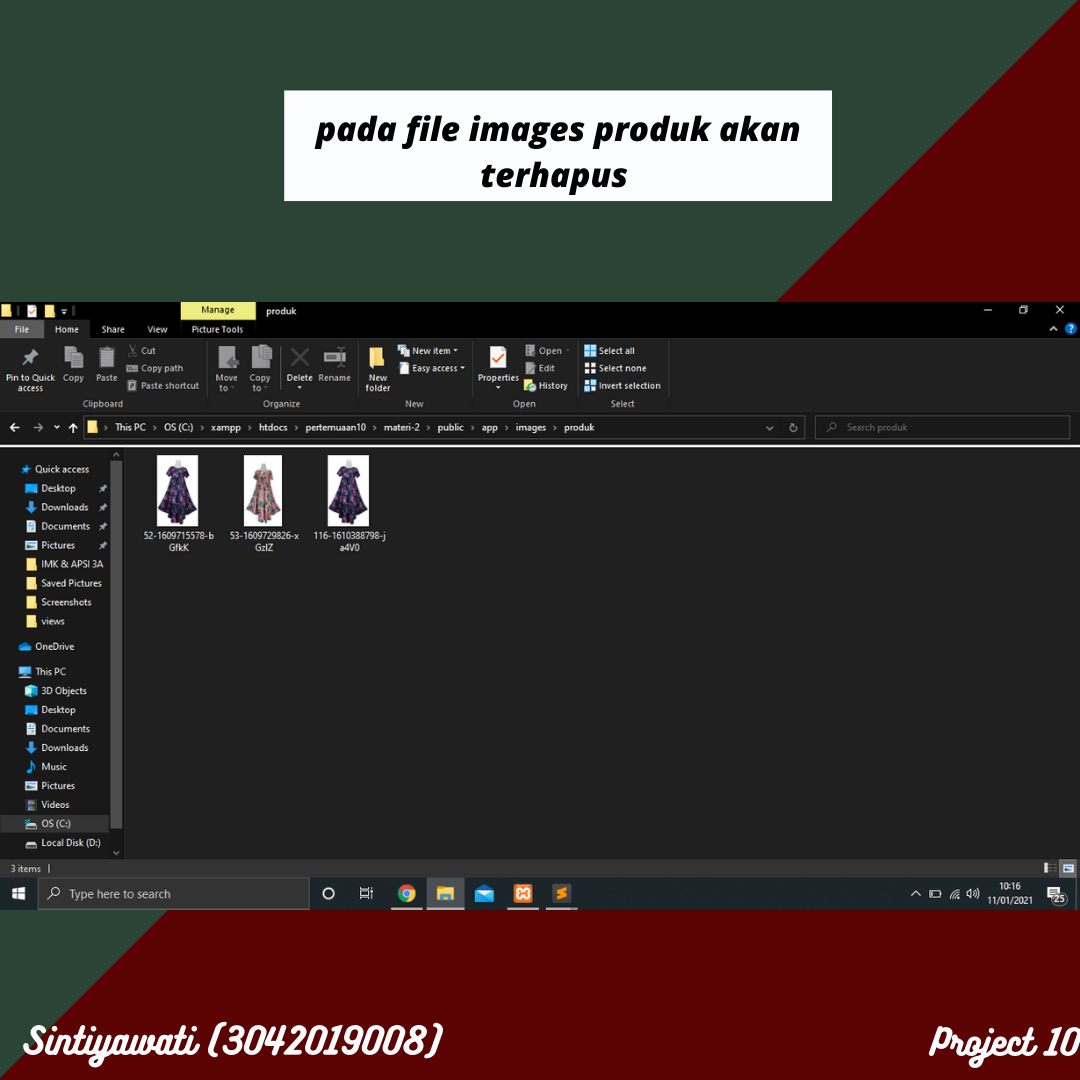 pada file images produk akan
terhapus
Manage
produk
File
Home
Share
View
Picture Tools
Pin to Quick
access
Copy
Paste
Cut
Copy path
Paste shortcut
Clipboard
Move
to
Copy
to
Delete
Rename
Organize
New
folder
New item
Easy access
New
Properties
Open
Edit
History
Open
Select all
Select none
Invert selection
Select
This PC > OS (C:) > xampp > htdocs > pertemuaan10 > materi-2 > public > app > images > produk
Search produk
Quick access
Desktop
Downloads
Documents
Pictures
IMK & APSI 3A
Saved Pictures
Screenshots
views
OneDrive
This PC
3D Objects
Desktop
Documents
Downloads
Music
Pictures
Videos
OS (C:)
Local Disk (D:)
52-1609715578-b
GfkK
53-1609729826-x
GzIZ
116-1610388798-j
a4V0
3 items
Type here to search
10:16
11/01/2021
25
Sintiyawati (3042019008)
Project 10